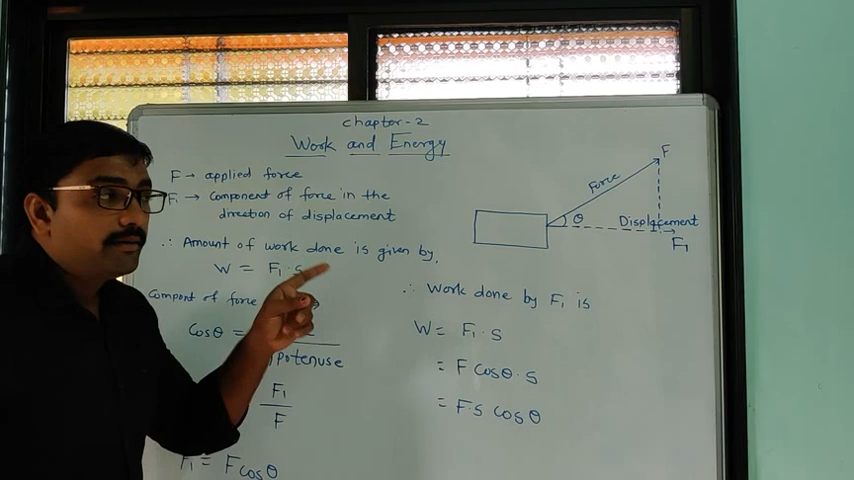 chapter-2
Work and Energy
F → applied force
F1 → Component of force in the
direction of displacement
∴ Amount of work done is given by,
W = F1 · s
Compont of force
Cosθ =
potenuse
F1
F
F1 = F cosθ
F
Force
θ
Displacement
F1
∴ Work done by F1 is
W = F1 · s
= F cosθ · s
= F·s cosθ